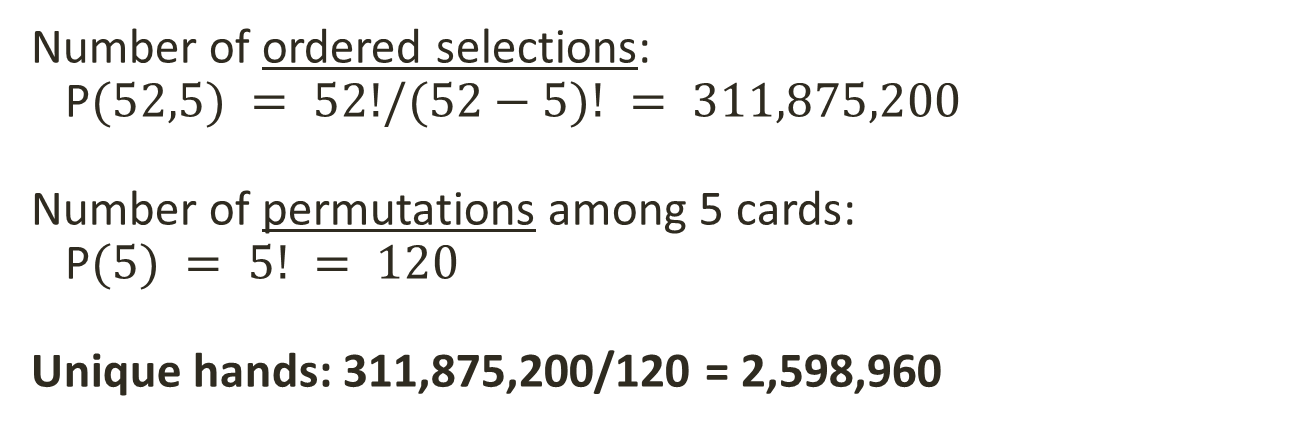 Number of ordered selections:
P(52,5) = 52!/(52 − 5)! = 311,875,200
Number of permutations among 5 cards:
P(5) = 5! = 120
Unique hands: 311,875,200/120 = 2,598,960